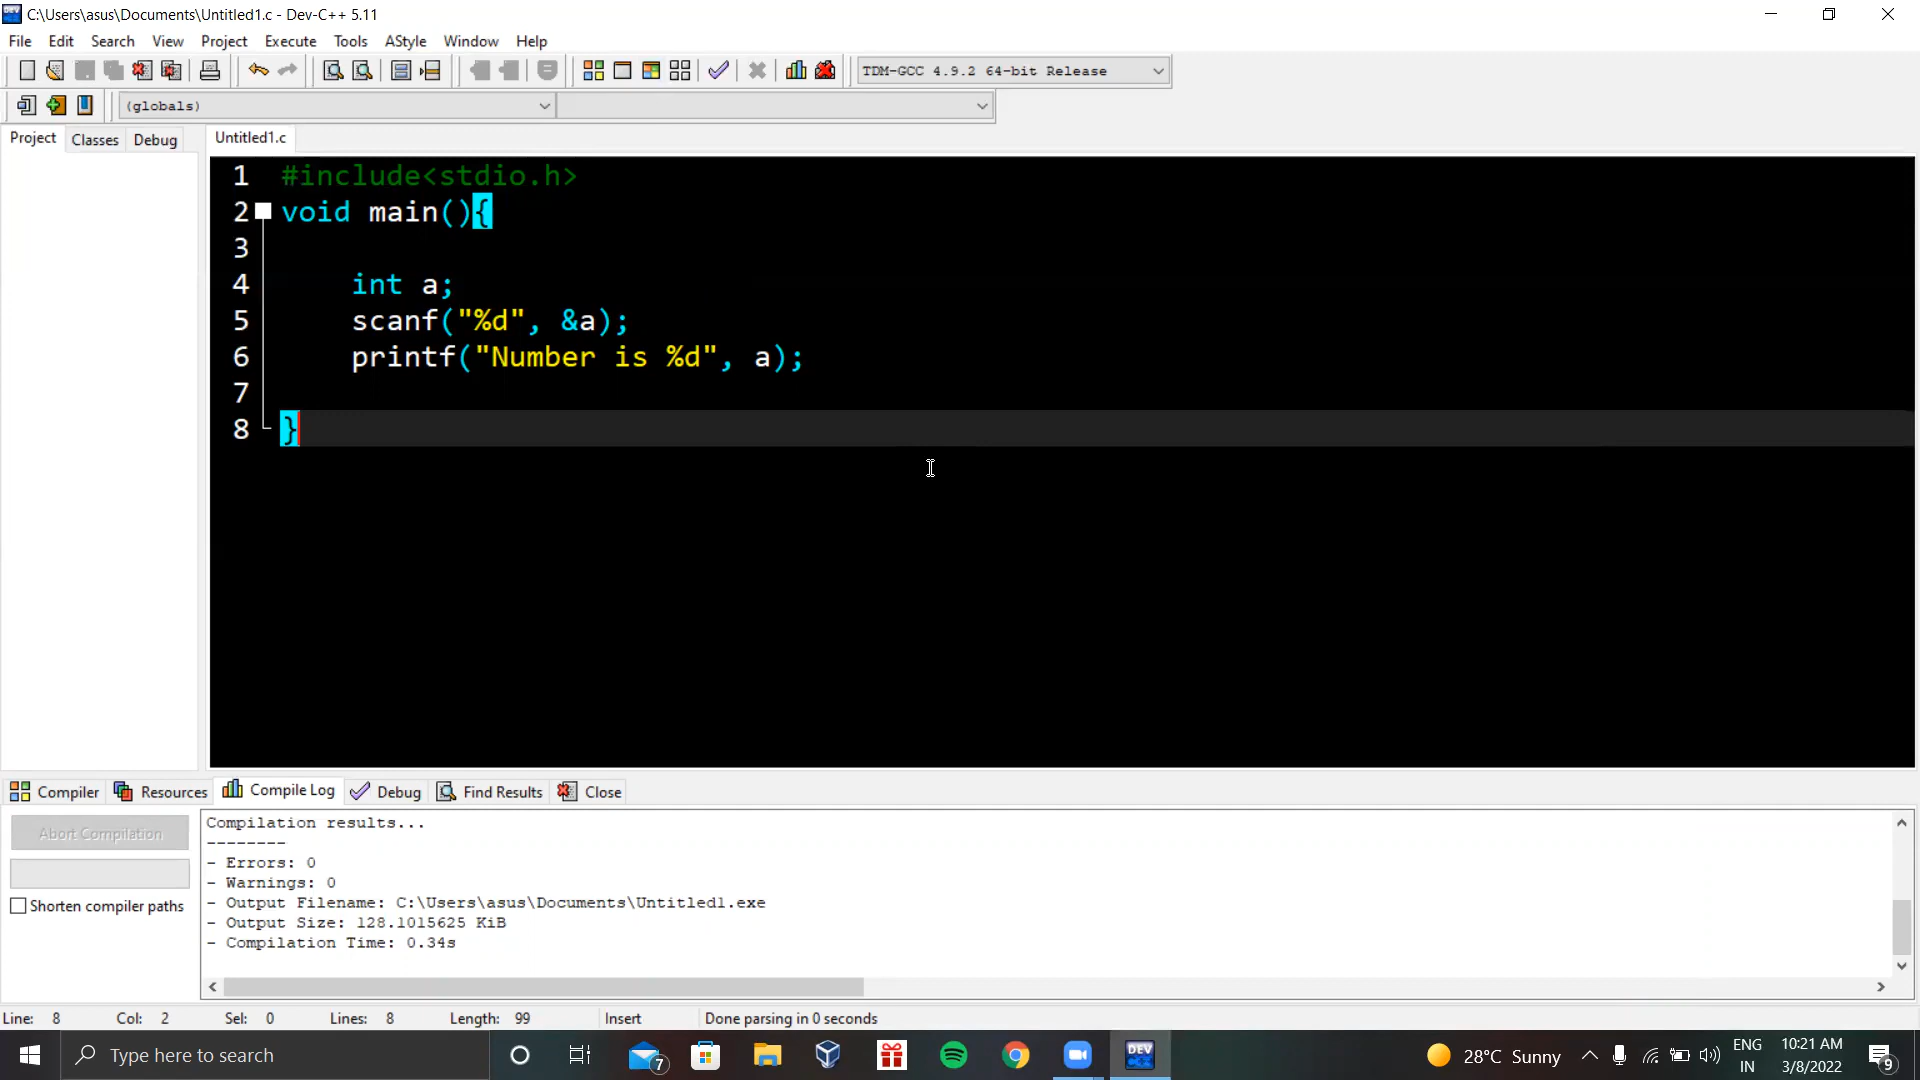 C:\Users\asus\Documents\Untitled1.c - Dev-C++ 5.11
File Edit Search View Project Execute Tools AStyle Window Help
TDM-GCC 4.9.2 64-bit Release
(globals)
Project Classes Debug
Untitled1.c
1 #include<stdio.h>
2 void main(){
3
4 int a;
5 scanf("%d", &a);
6 printf("Number is %d", a);
7
8 }
Compiler Resources Compile Log Debug Find Results Close
Abort Compilation
Shorten compiler paths
Compilation results...
--------
- Errors: 0
- Warnings: 0
- Output Filename: C:\Users\asus\Documents\Untitled1.exe
- Output Size: 128.1015625 KiB
- Compilation Time: 0.34s
Line: 8 Col: 2 Sel: 0 Lines: 8 Length: 99 Insert Done parsing in 0 seconds
Type here to search
7
DEV
28°C Sunny
ENG
IN
10:21 AM
3/8/2022
9